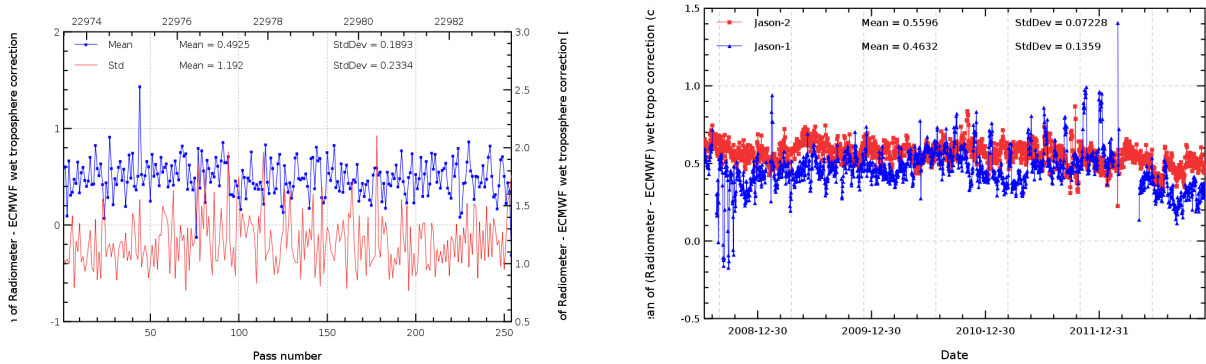 22974 22976 22978 22980 22982
Mean Mean = 0.4925 StdDev = 0.1893
Std Mean = 1.192 StdDev = 0.2334
2
1
0
-1
3.0
2.5
2.0
1.5
1.0
0.5
of Radiometer - ECMWF wet troposphere correction
of Radiometer - ECMWF wet troposphere correction [
50 100 150 200 250
Pass number
Jason-2 Mean = 0.5596 StdDev = 0.07228
Jason-1 Mean = 0.4632 StdDev = 0.1359
1.5
1.0
0.5
0.0
-0.5
of (Radiometer - ECMWF) wet tropo correction (c
2008-12-30 2009-12-30 2010-12-30 2011-12-31
Date